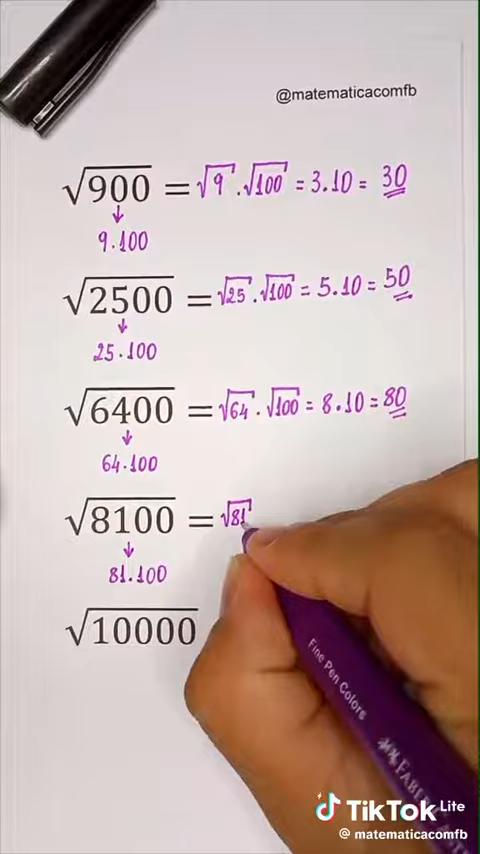 @matematicacomfb
√900 = √9 . √100 = 3.10 = 30
↓
9.100
√2500 = √25 . √100 = 5.10 = 50
↓
25.100
√6400 = √64 . √100 = 8.10 = 80
↓
64.100
√8100 = √81
↓
81.100
√10000
Fine Pen Colors
TikTok Lite
@ matematicacomfb